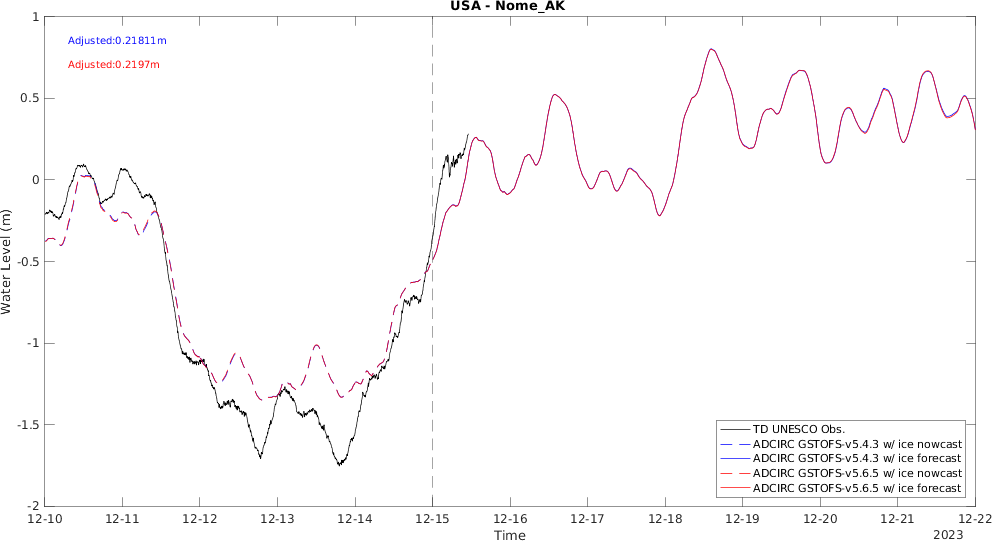 USA - Nome_AK
Adjusted:0.21811m
Adjusted:0.2197m
Water Level (m)
1
0.5
0
-0.5
-1
-1.5
-2
TD UNESCO Obs.
ADCIRC GSTOFS-v5.4.3 w/ ice nowcast
ADCIRC GSTOFS-v5.4.3 w/ ice forecast
ADCIRC GSTOFS-v5.6.5 w/ ice nowcast
ADCIRC GSTOFS-v5.6.5 w/ ice forecast
12-10 12-11 12-12 12-13 12-14 12-15 12-16 12-17 12-18 12-19 12-20 12-21 12-22
Time
2023